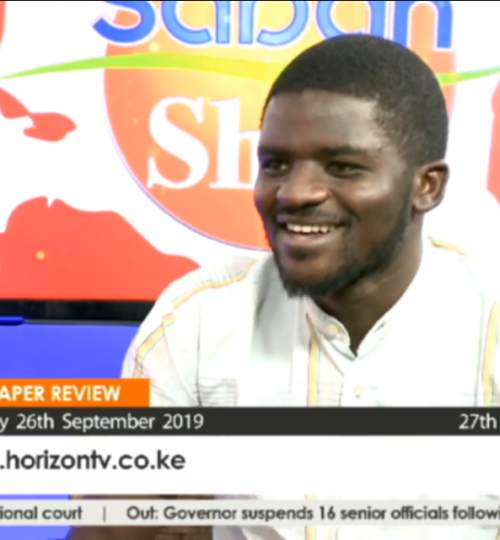 Sabah
Sh
APER REVIEW
y 26th September 2019
27th
.horizontv.co.ke
ional court | Out: Governor suspends 16 senior officials followi